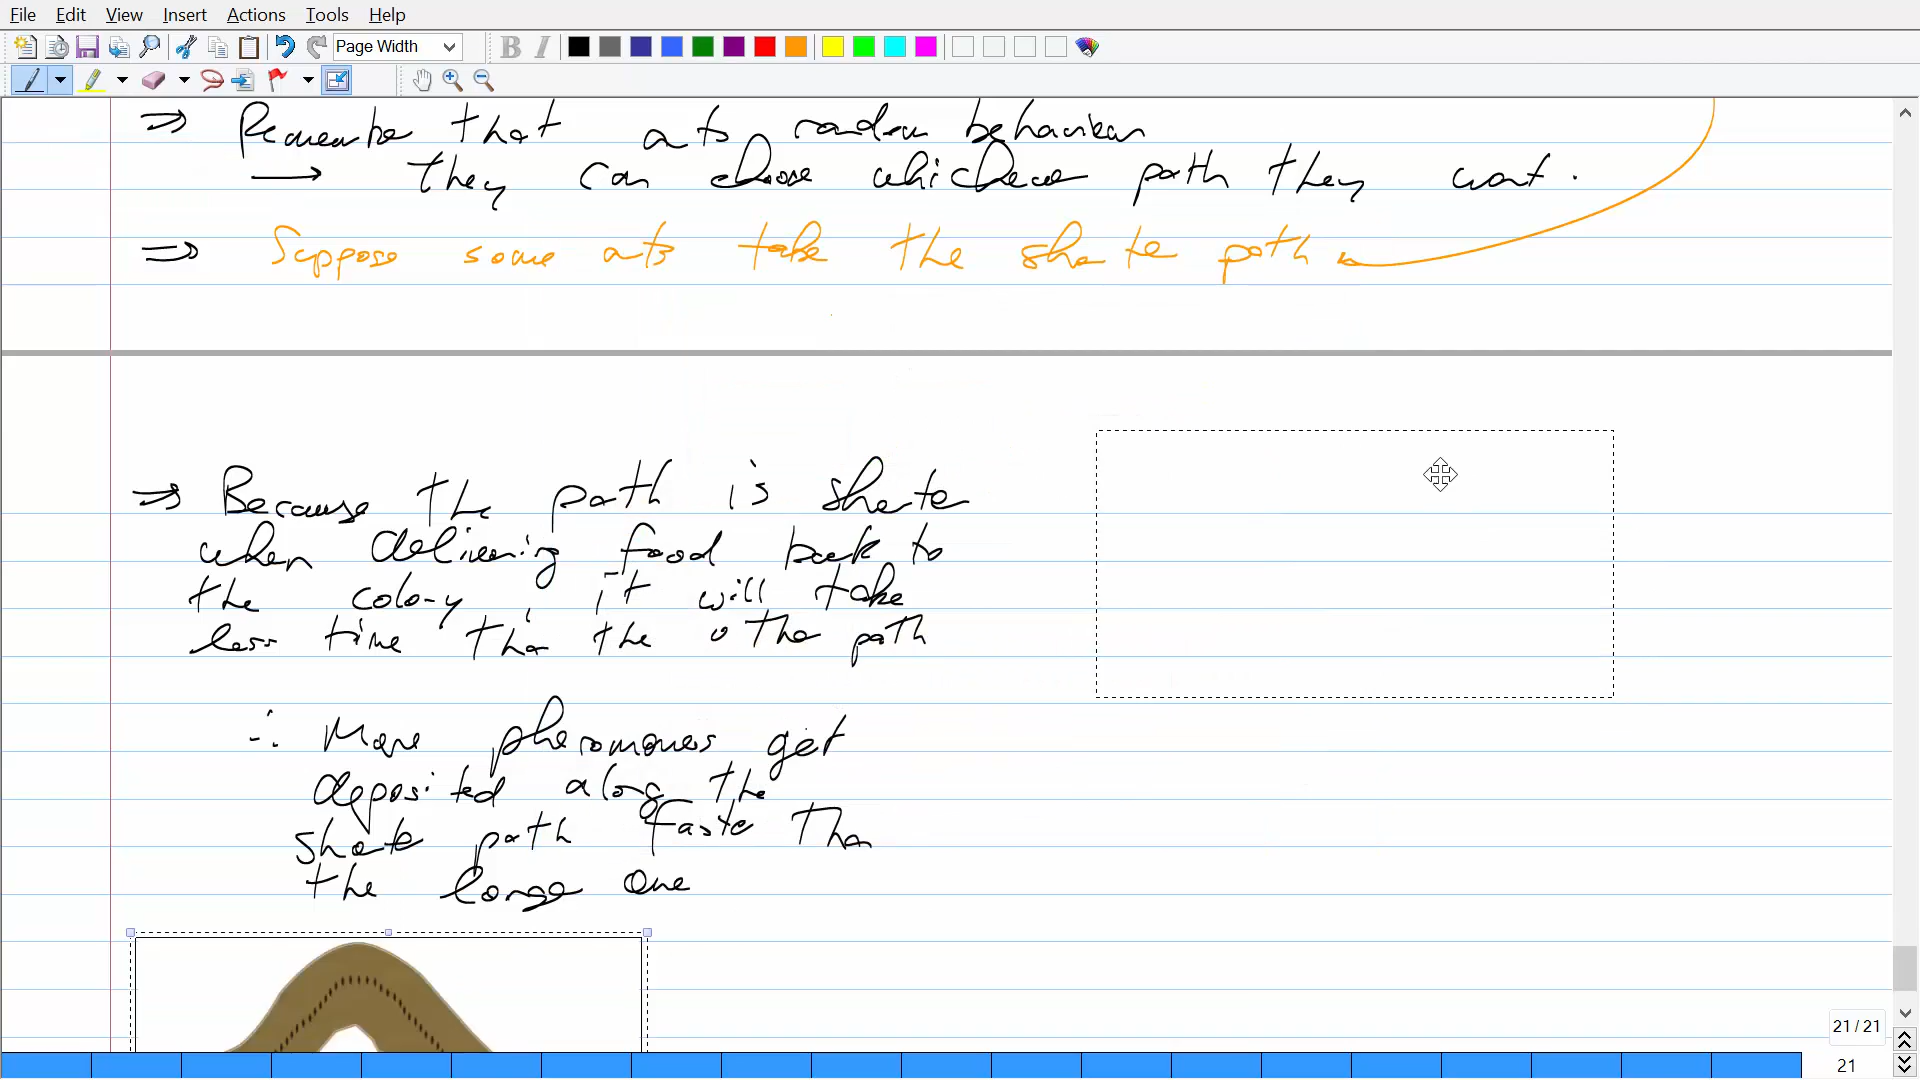 File Edit View Insert Actions Tools Help
Page Width
B I
⇒ Remember that ants random behaviour
→ they can choose whichever path they want.
⇒ Suppose some ants take the shorter path
⇒ Because the path is shorter
when delivering food back to
the colony, it will take
less time than the other path
∴ More pheromones get
deposited along the
shorter path faster than
the longer one
21 / 21
21